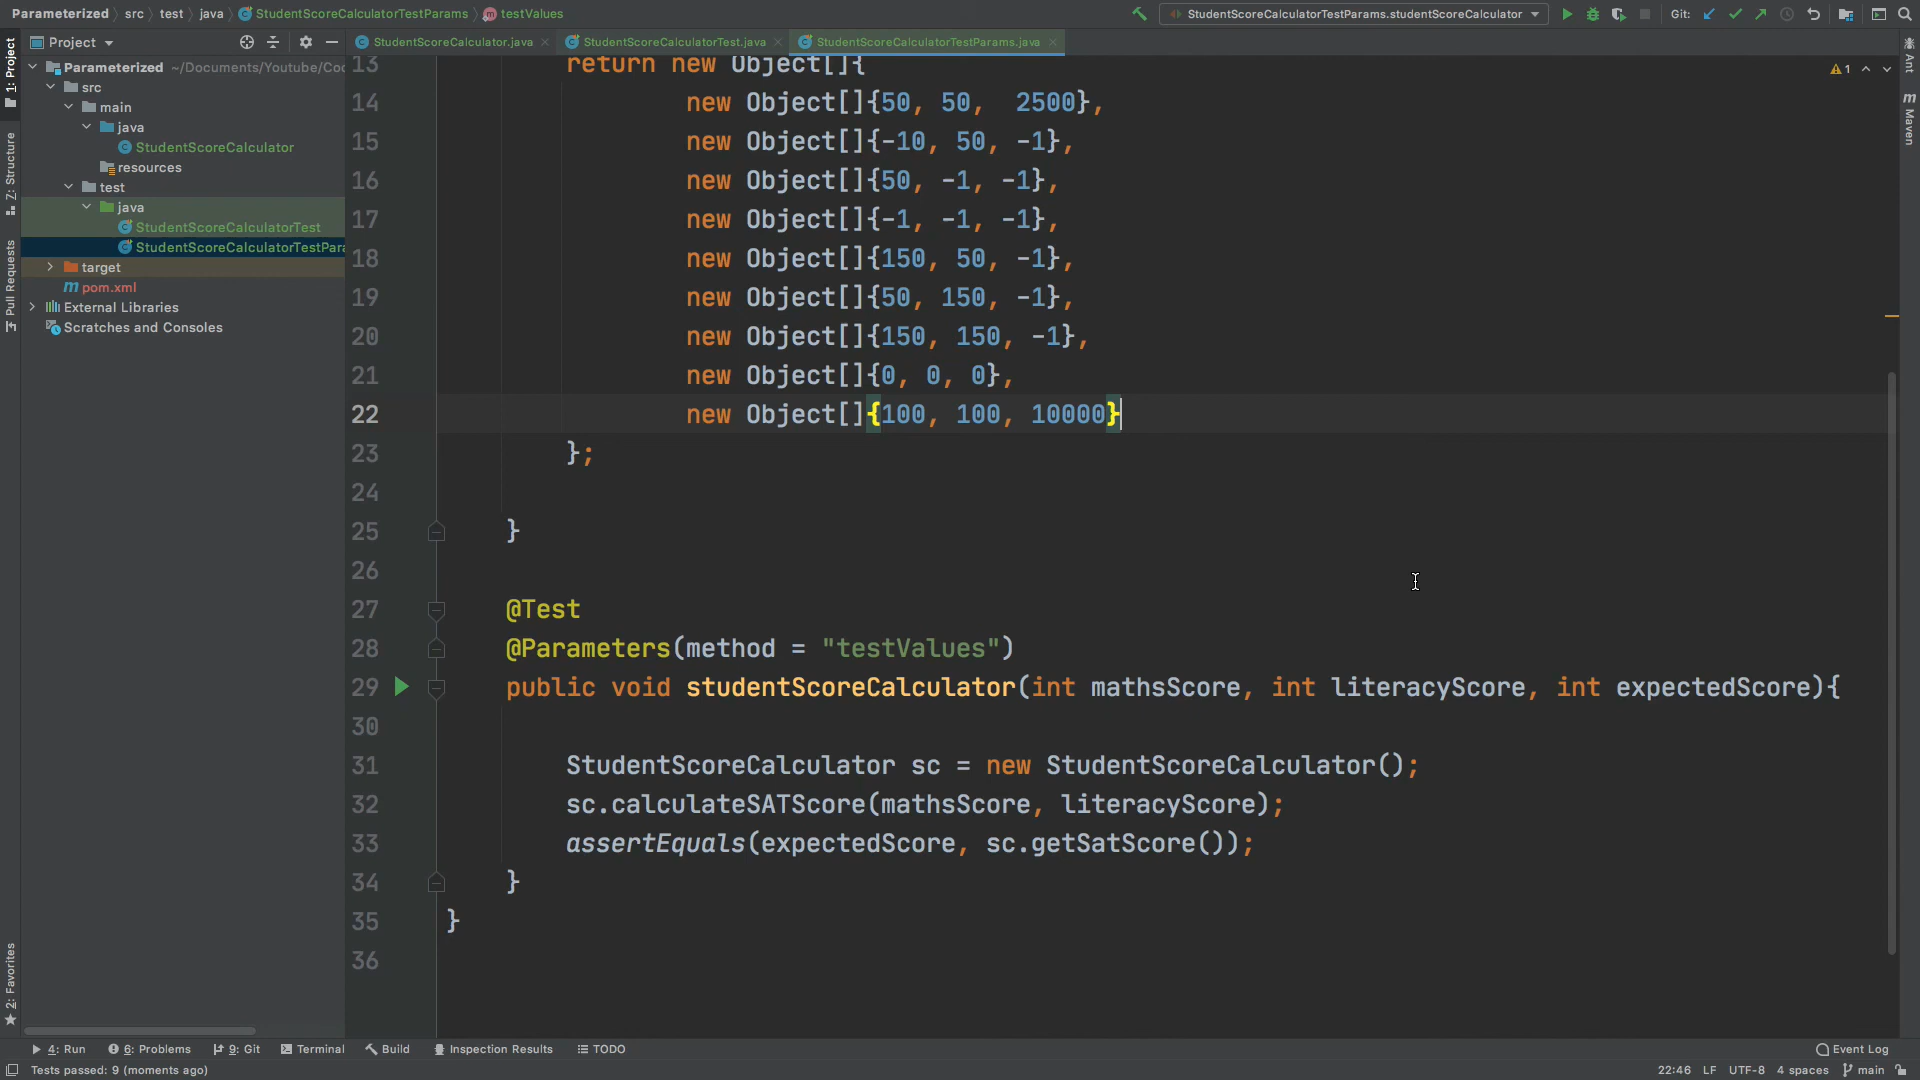 Parameterized src test java StudentScoreCalculatorTestParams testValues
StudentScoreCalculatorTestParams.studentScoreCalculator
Git:
Project
StudentScoreCalculator.java
StudentScoreCalculatorTest.java
StudentScoreCalculatorTestParams.java
1: Project
Z: Structure
Pull Requests
2: Favorites
Parameterized ~/Documents/Youtube/Coc
src
main
java
StudentScoreCalculator
resources
test
java
StudentScoreCalculatorTest
StudentScoreCalculatorTestPara
target
pom.xml
External Libraries
Scratches and Consoles
1
Ant
Maven
13 return new Object[]{
14 new Object[]{50, 50,  2500},
15 new Object[]{-10, 50, -1},
16 new Object[]{50, -1, -1},
17 new Object[]{-1, -1, -1},
18 new Object[]{150, 50, -1},
19 new Object[]{50, 150, -1},
20 new Object[]{150, 150, -1},
21 new Object[]{0, 0, 0},
22 new Object[]{100, 100, 10000}
23 };
24
25 }
26
27 @Test
28 @Parameters(method = "testValues")
29 public void studentScoreCalculator(int mathsScore, int literacyScore, int expectedScore){
30
31 StudentScoreCalculator sc = new StudentScoreCalculator();
32 sc.calculateSATScore(mathsScore, literacyScore);
33 assertEquals(expectedScore, sc.getSatScore());
34 }
35 }
36
4: Run 6: Problems 9: Git Terminal Build Inspection Results TODO Event Log
Tests passed: 9 (moments ago) 22:46 LF UTF-8 4 spaces main